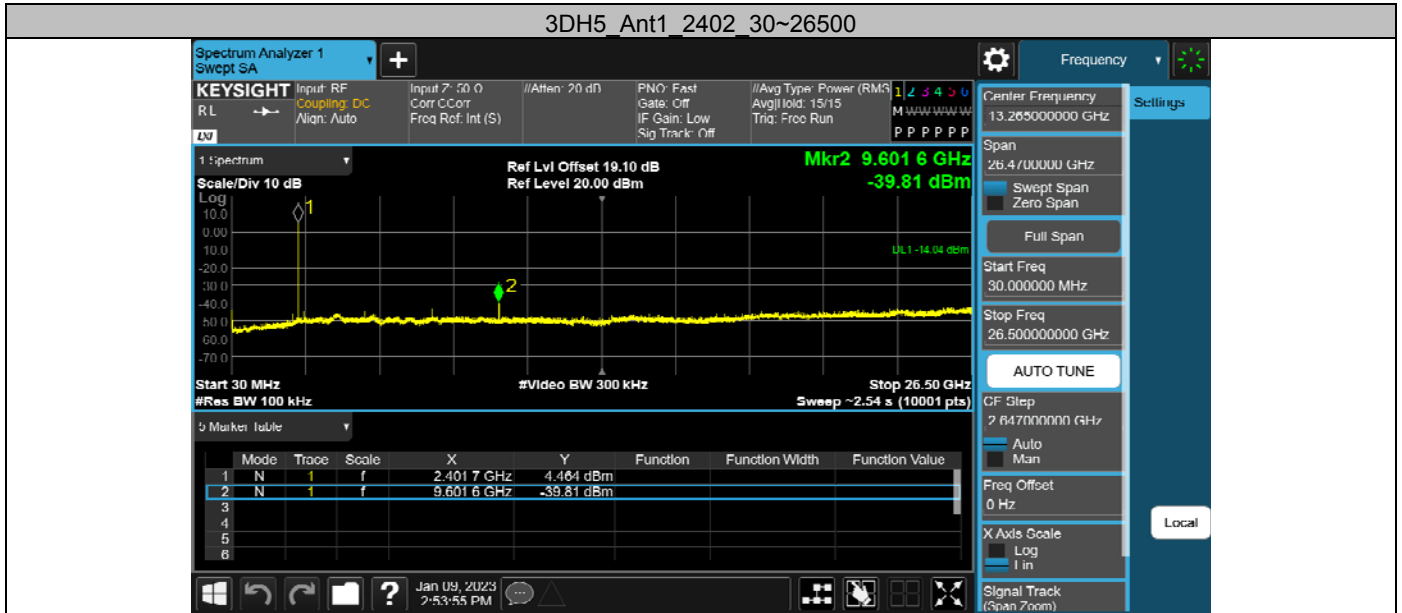 3DH5_Ant1_2402_30~26500
Spectrum Analyzer 1
Swept SA
+
Frequency
KEYSIGHT
RL
LXI
Input: RF
Coupling: DC
Align: Auto
Input Z: 50 Ω
Corr CCorr
Freq Ref: Int (S)
#Atten: 20 dB
PNO: Fast
Gate: Off
IF Gain: Low
Sig Track: Off
#Avg Type: Power (RMS
Avg|Hold: 15/15
Trig: Free Run
1 2 3 4 5 6
M W W W W W
P P P P P P
1 Spectrum
Scale/Div 10 dB
Ref Lvl Offset 19.10 dB
Ref Level 20.00 dBm
Mkr2 9.601 6 GHz
-39.81 dBm
Log
10.0
0.00
-10.0
-20.0
-30.0
-40.0
-50.0
-60.0
-70.0
1
2
DL1 -14.04 dBm
Start 30 MHz
#Video BW 300 kHz
Stop 26.50 GHz
#Res BW 100 kHz
Sweep ~2.54 s (10001 pts)
5 Marker Table
Mode Trace Scale X Y Function Function Width Function Value
1 N 1 f 2.401 7 GHz 4.464 dBm
2 N 1 f 9.601 6 GHz -39.81 dBm
3
4
5
6
Jan 09, 2023
2:53:55 PM
Center Frequency
13.265000000 GHz
Span
26.4700000 GHz
Swept Span
Zero Span
Full Span
Start Freq
30.000000 MHz
Stop Freq
26.500000000 GHz
AUTO TUNE
CF Step
2.647000000 GHz
Auto
Man
Freq Offset
0 Hz
X Axis Scale
Log
Lin
Signal Track
(Span Zoom)
Settings
Local